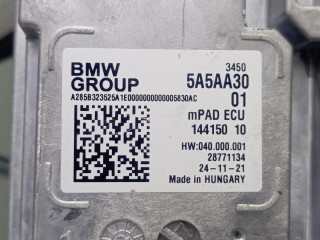 3450
BMW
GROUP
5A5AA30
01
A285B323525A1E0000000000005830AC
mPAD ECU
144150 10
HW:040.000.001
28771134
24-11-21
Made in HUNGARY